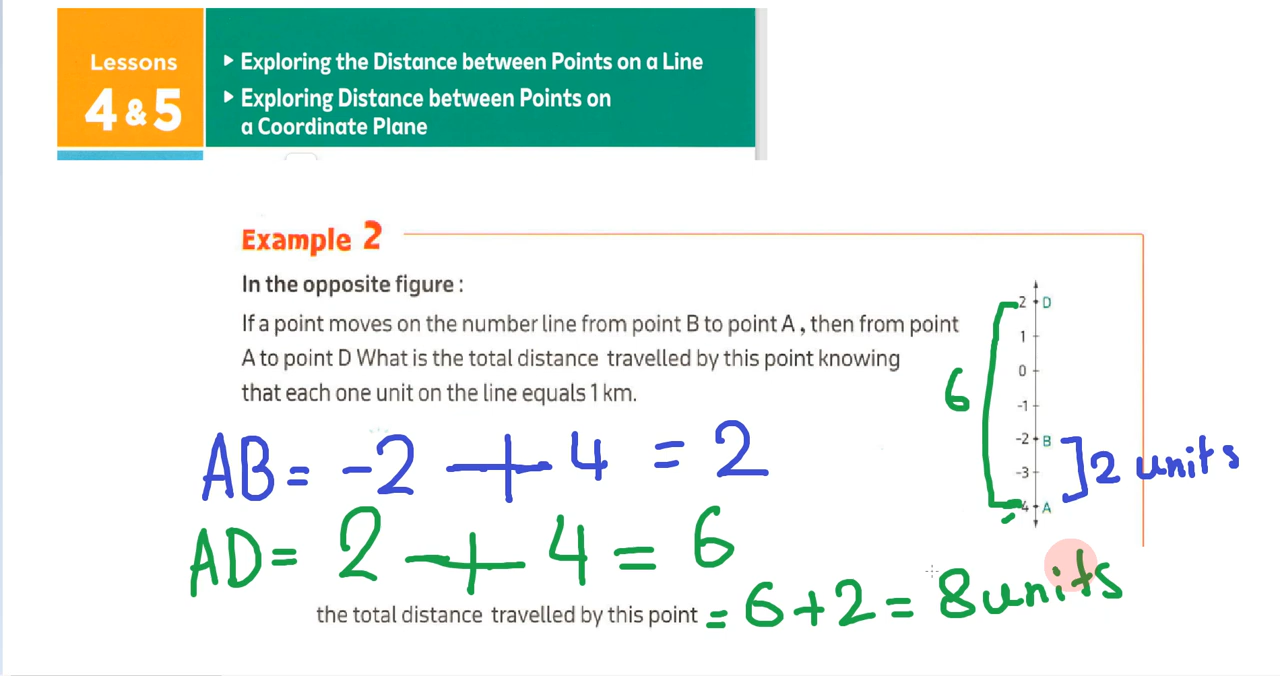 Lessons
4 & 5
▸ Exploring the Distance between Points on a Line
▸ Exploring Distance between Points on
a Coordinate Plane
Example 2
In the opposite figure :
If a point moves on the number line from point B to point A , then from point
A to point D What is the total distance travelled by this point knowing
that each one unit on the line equals 1 km.
2 D
1
0
-1
-2 B
-3
-4 A
6
2 units
AB = -2 + 4 = 2
AD = 2 + 4 = 6
the total distance travelled by this point = 6 + 2 = 8 units